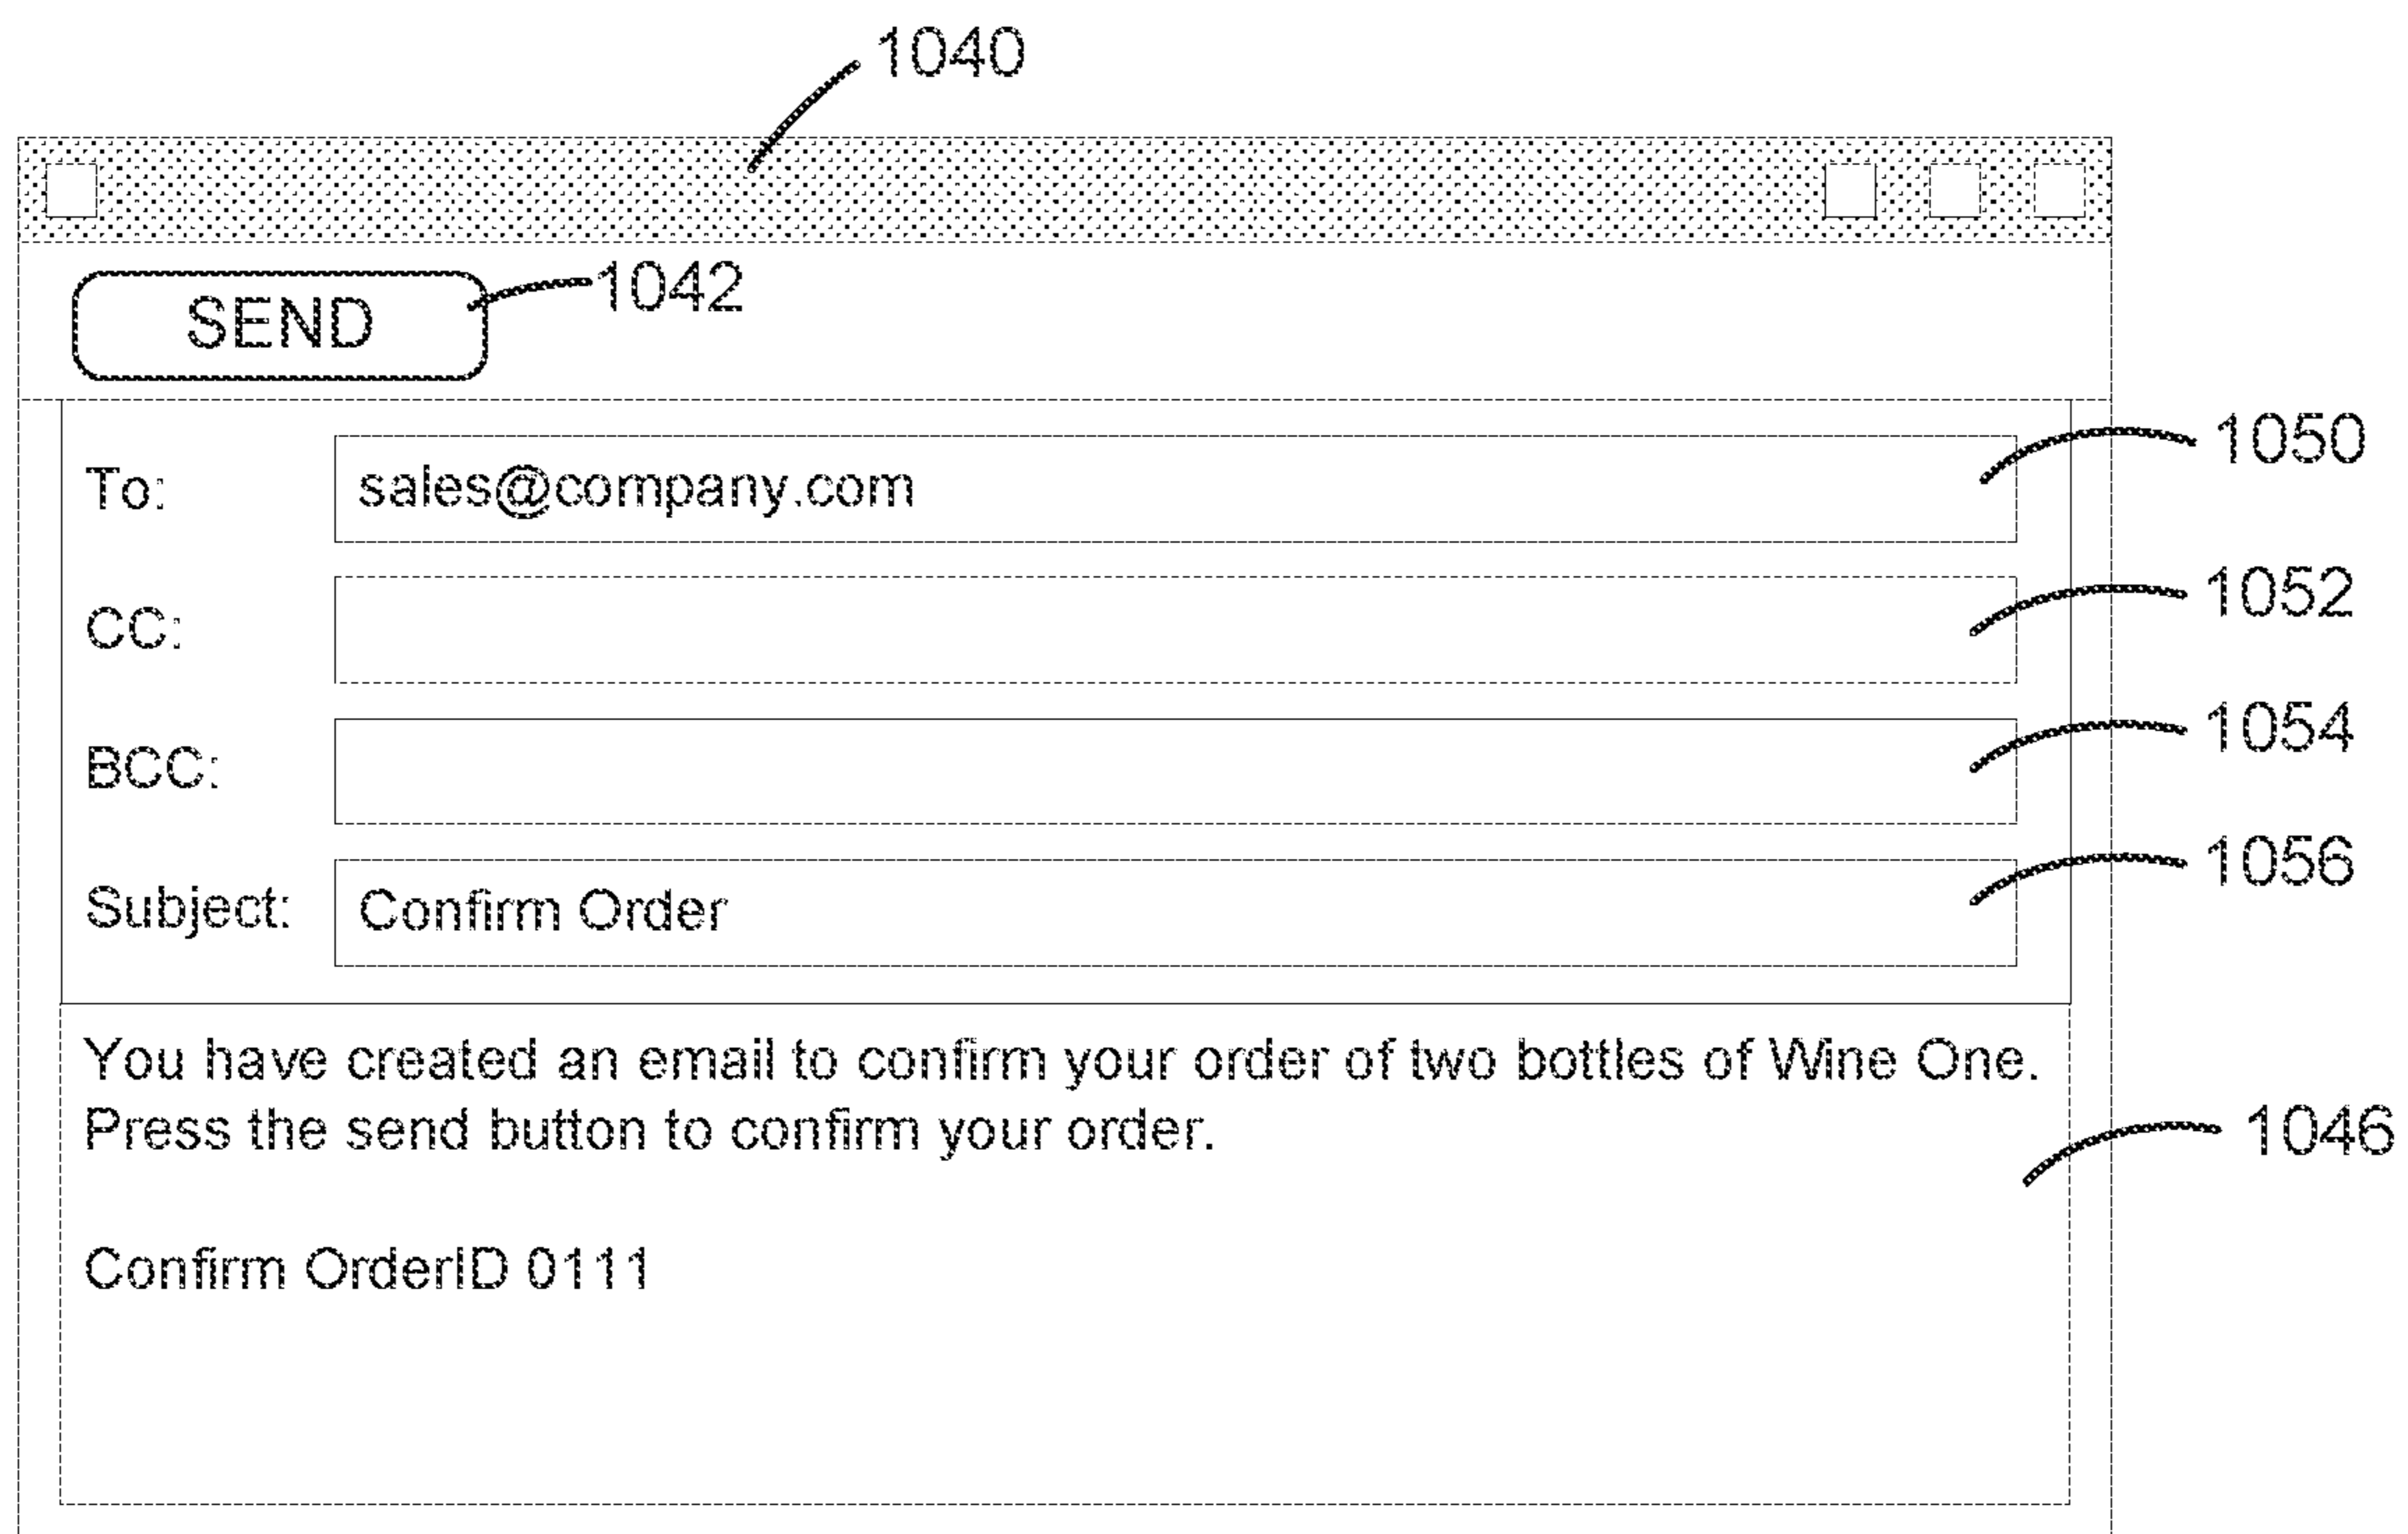 1040
SEND
1042
To: sales@company.com 1050
CC: 1052
BCC: 1054
Subject: Confirm Order 1056
You have created an email to confirm your order of two bottles of Wine One.
Press the send button to confirm your order.
1046
Confirm OrderID 0111